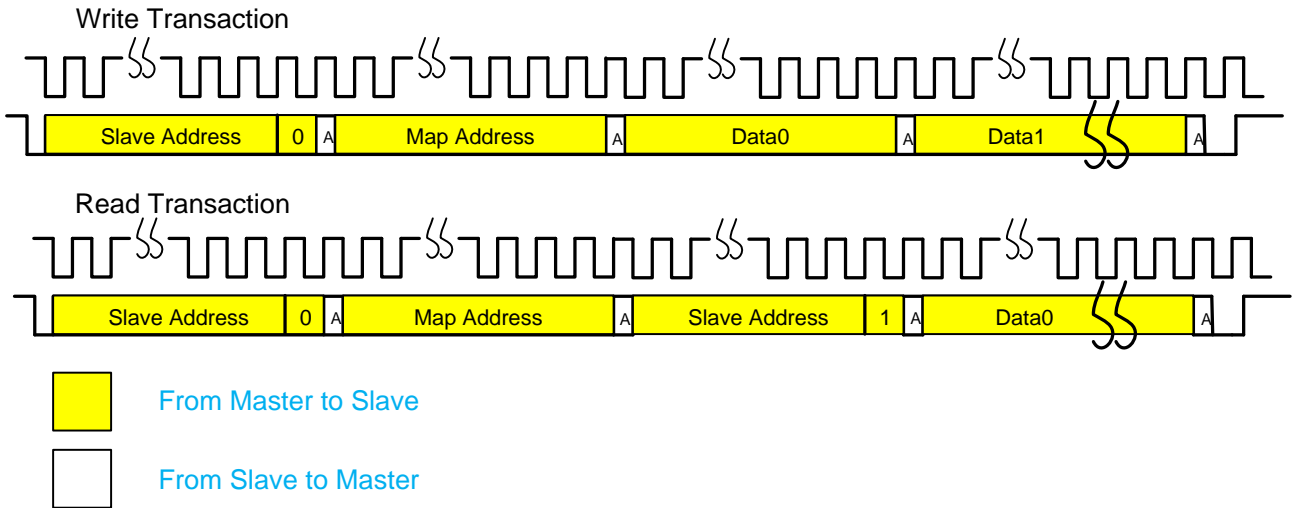 Write Transaction
Slave Address 0 A Map Address A Data0 A Data1 A
Read Transaction
Slave Address 0 A Map Address A Slave Address 1 A Data0 A
From Master to Slave
From Slave to Master